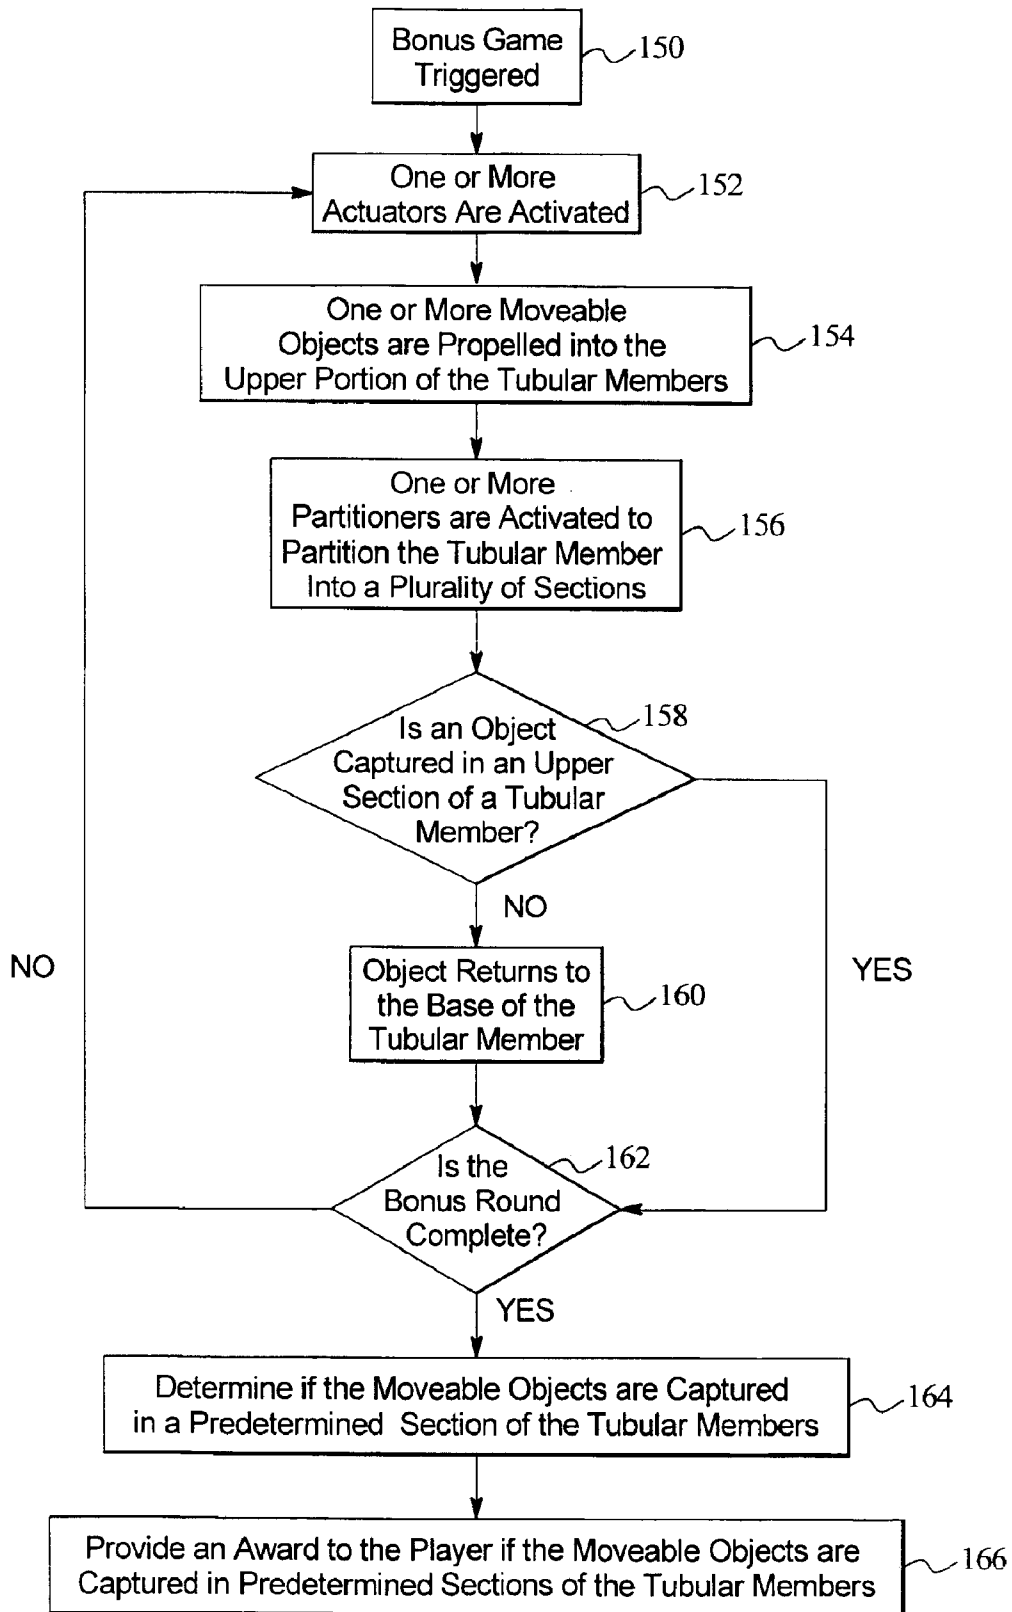 Bonus Game
Triggered
150
One or More
Actuators Are Activated
152
One or More Moveable
Objects are Propelled into the
Upper Portion of the Tubular Members
154
One or More
Partitioners are Activated to
Partition the Tubular Member
Into a Plurality of Sections
156
Is an Object
Captured in an Upper
Section of a Tubular
Member?
158
NO
YES
Object Returns to
the Base of the
Tubular Member
160
NO
Is the
Bonus Round
Complete?
162
YES
Determine if the Moveable Objects are Captured
in a Predetermined Section of the Tubular Members
164
Provide an Award to the Player if the Moveable Objects are
Captured in Predetermined Sections of the Tubular Members
166